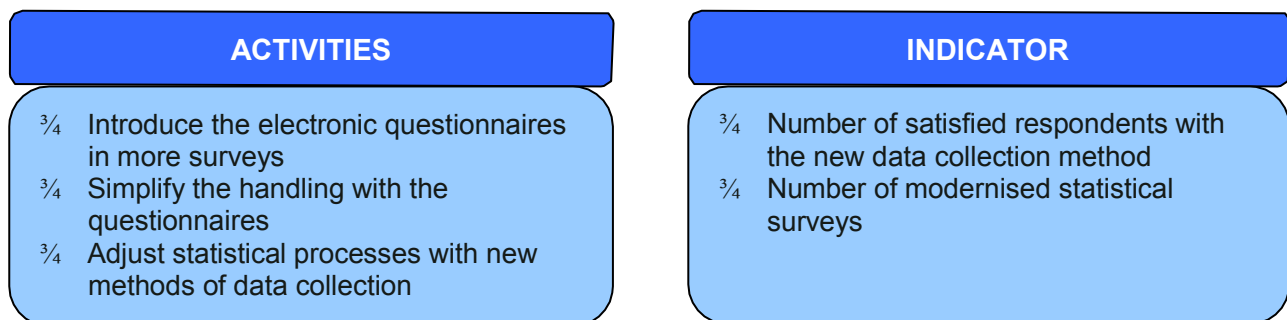 ACTIVITIES
¾ Introduce the electronic questionnaires
in more surveys
¾ Simplify the handling with the
questionnaires
¾ Adjust statistical processes with new
methods of data collection
INDICATOR
¾ Number of satisfied respondents with
the new data collection method
¾ Number of modernised statistical
surveys